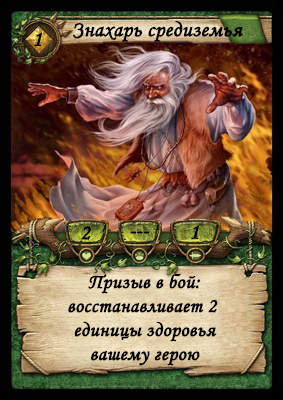 1
Знахарь средиземья
2 --- 1
Призыв в бой:
восстанавливает 2
единицы здоровья
вашему герою